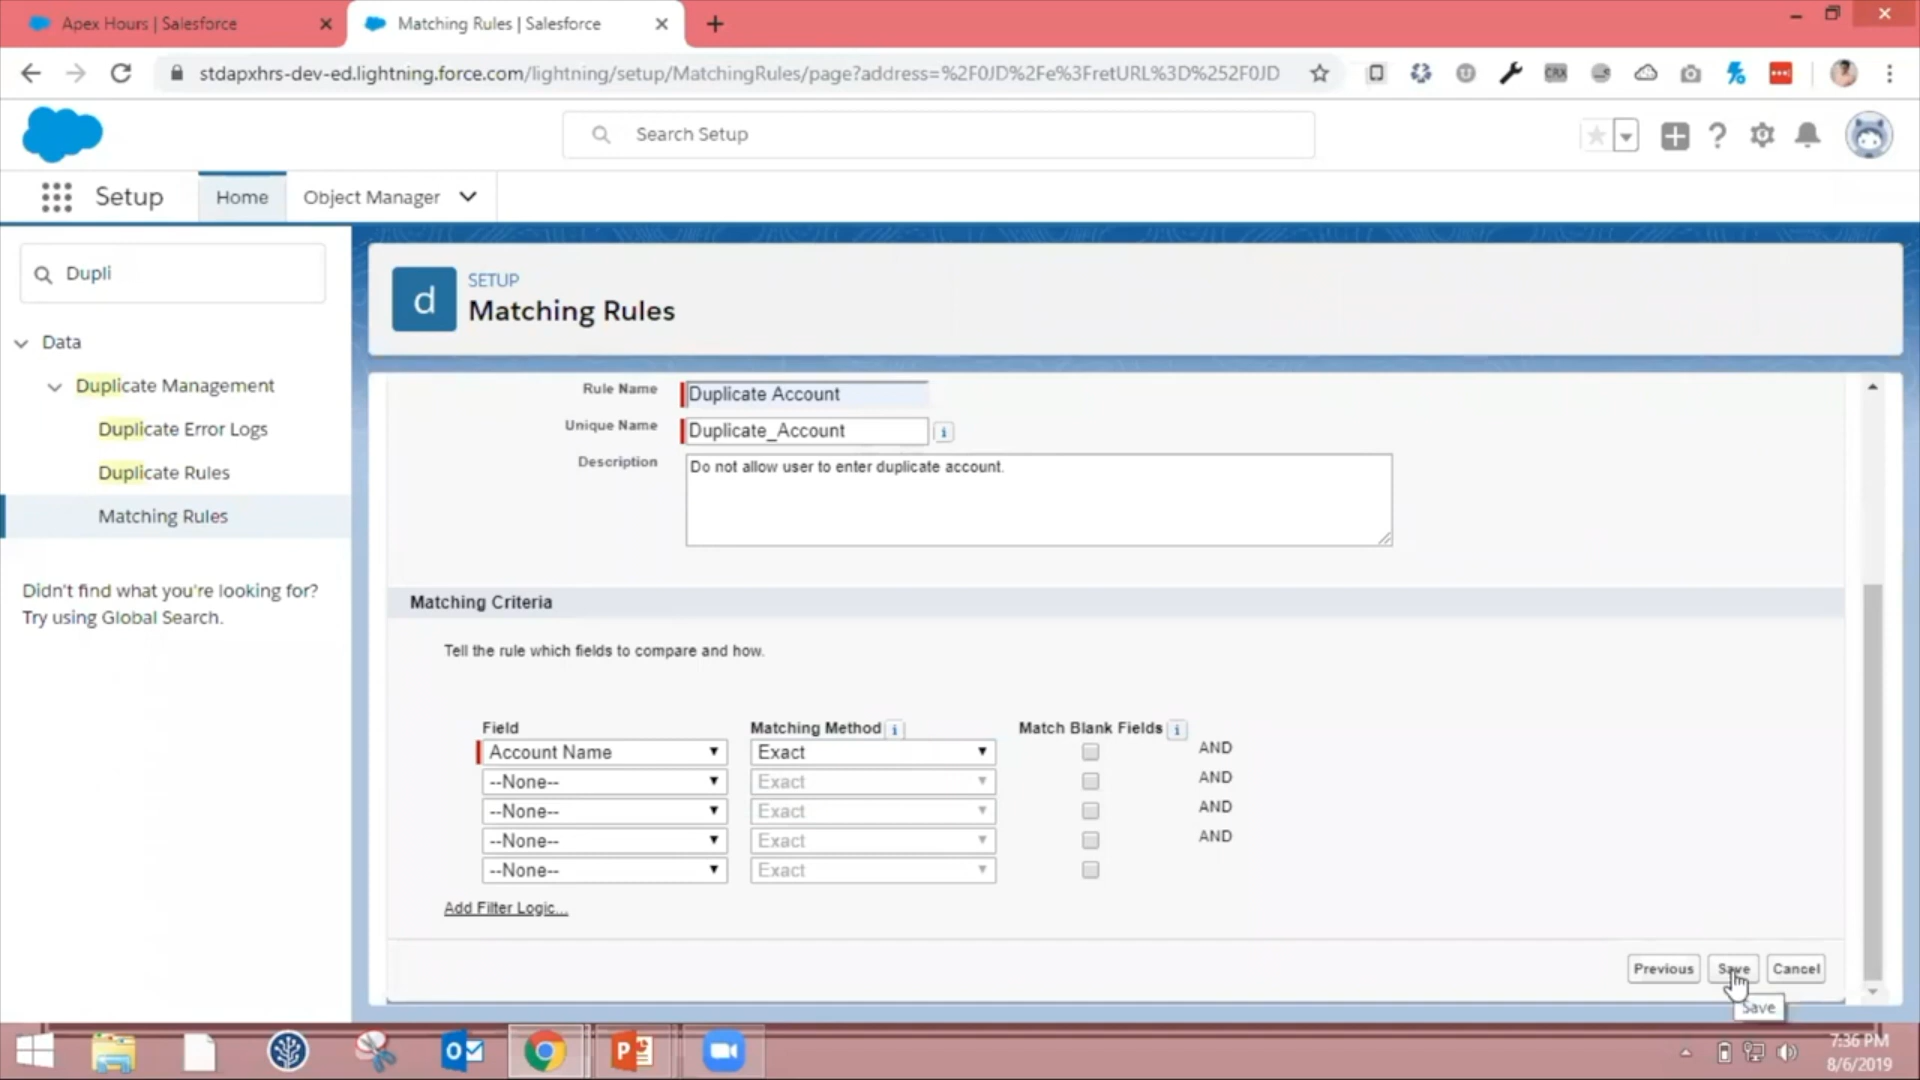 Apex Hours | Salesforce
Matching Rules | Salesforce
stdapxhrs-dev-ed.lightning.force.com/lightning/setup/MatchingRules/page?address=%2F0JD%2Fe%3FretURL%3D%252F0JD
CRX
Search Setup
Setup
Home
Object Manager
Dupli
Data
Duplicate Management
Duplicate Error Logs
Duplicate Rules
Matching Rules
Didn't find what you're looking for?
Try using Global Search.
d
SETUP
Matching Rules
Rule Name
Duplicate Account
Unique Name
Duplicate_Account
Description
Do not allow user to enter duplicate account.
Matching Criteria
Tell the rule which fields to compare and how.
Field Matching Method Match Blank Fields
Account Name Exact AND
--None-- Exact AND
--None-- Exact AND
--None-- Exact AND
--None-- Exact
Add Filter Logic...
Previous Save Cancel
Save
7:36 PM
8/6/2019